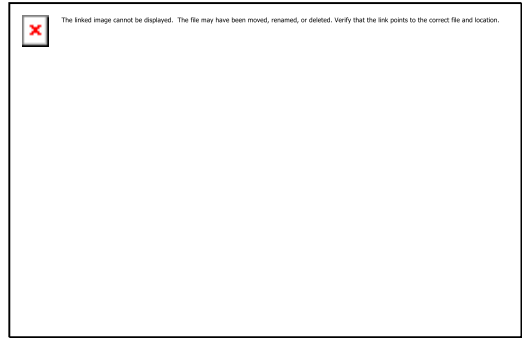 The linked image cannot be displayed.  The file may have been moved, renamed, or deleted. Verify that the link points to the correct file and location.